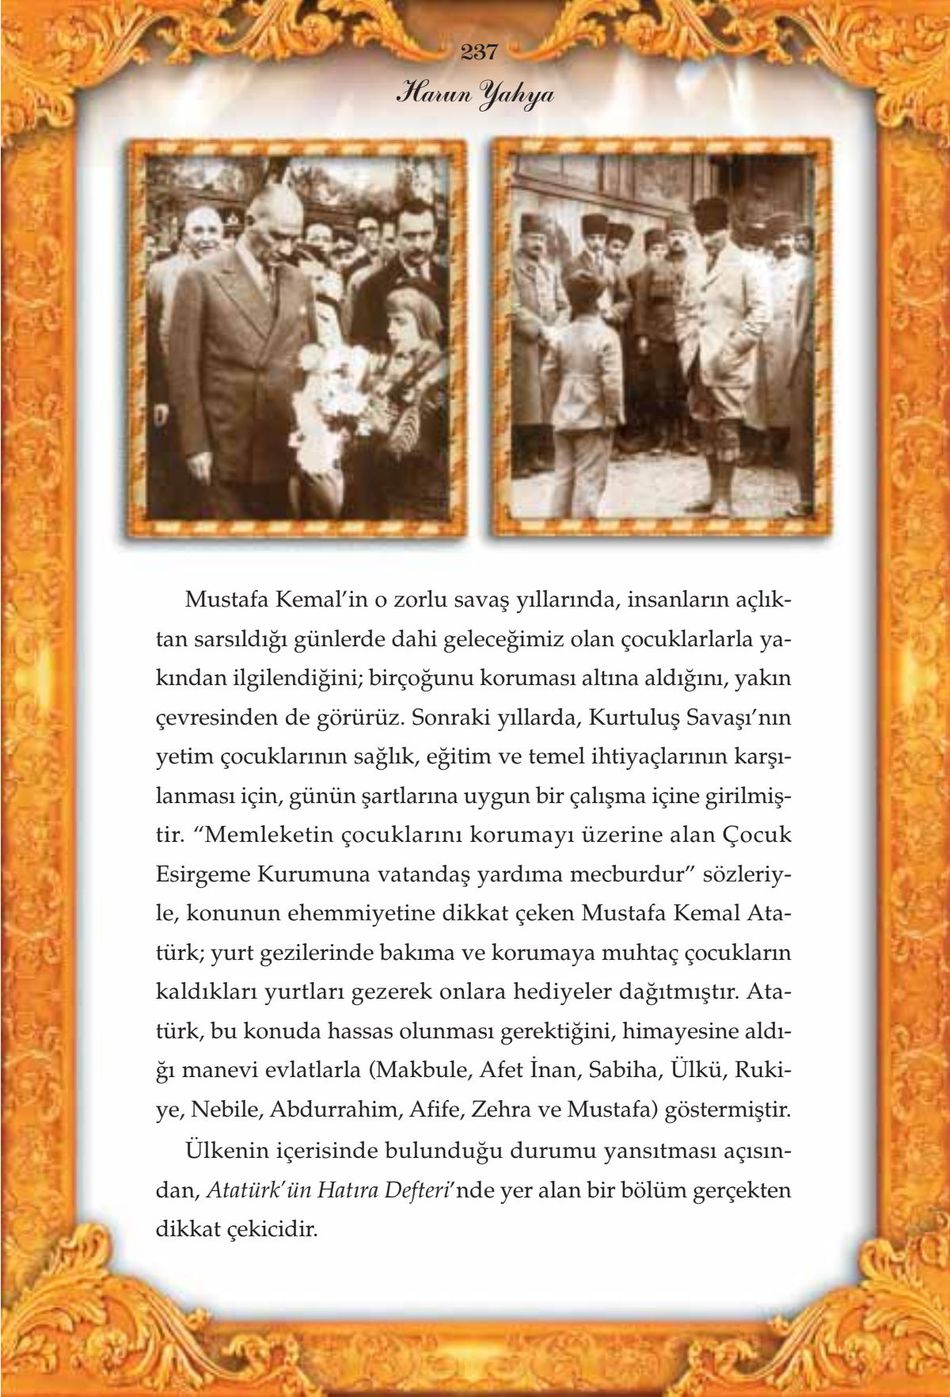 237
Harun Yahya
Mustafa Kemal'in o zorlu savaş yıllarında, insanların açlık-
tan sarsıldığı günlerde dahi geleceğimiz olan çocuklarlarla ya-
kından ilgilendiğini; birçoğunu koruması altına aldığını, yakın
çevresinden de görürüz. Sonraki yıllarda, Kurtuluş Savaşı'nın
yetim çocuklarının sağlık, eğitim ve temel ihtiyaçlarının karşı-
lanması için, günün şartlarına uygun bir çalışma içine girilmiş-
tir. “Memleketin çocuklarını korumayı üzerine alan Çocuk
Esirgeme Kurumuna vatandaş yardıma mecburdur” sözleriy-
le, konunun ehemmiyetine dikkat çeken Mustafa Kemal Ata-
türk; yurt gezilerinde bakıma ve korumaya muhtaç çocukların
kaldıkları yurtları gezerek onlara hediyeler dağıtmıştır. Ata-
türk, bu konuda hassas olunması gerektiğini, himayesine aldı-
ğı manevi evlatlarla (Makbule, Afet İnan, Sabiha, Ülkü, Ruki-
ye, Nebile, Abdurrahim, Afife, Zehra ve Mustafa) göstermiştir.
Ülkenin içerisinde bulunduğu durumu yansıtması açısın-
dan, Atatürk'ün Hatıra Defteri'nde yer alan bir bölüm gerçekten
dikkat çekicidir.